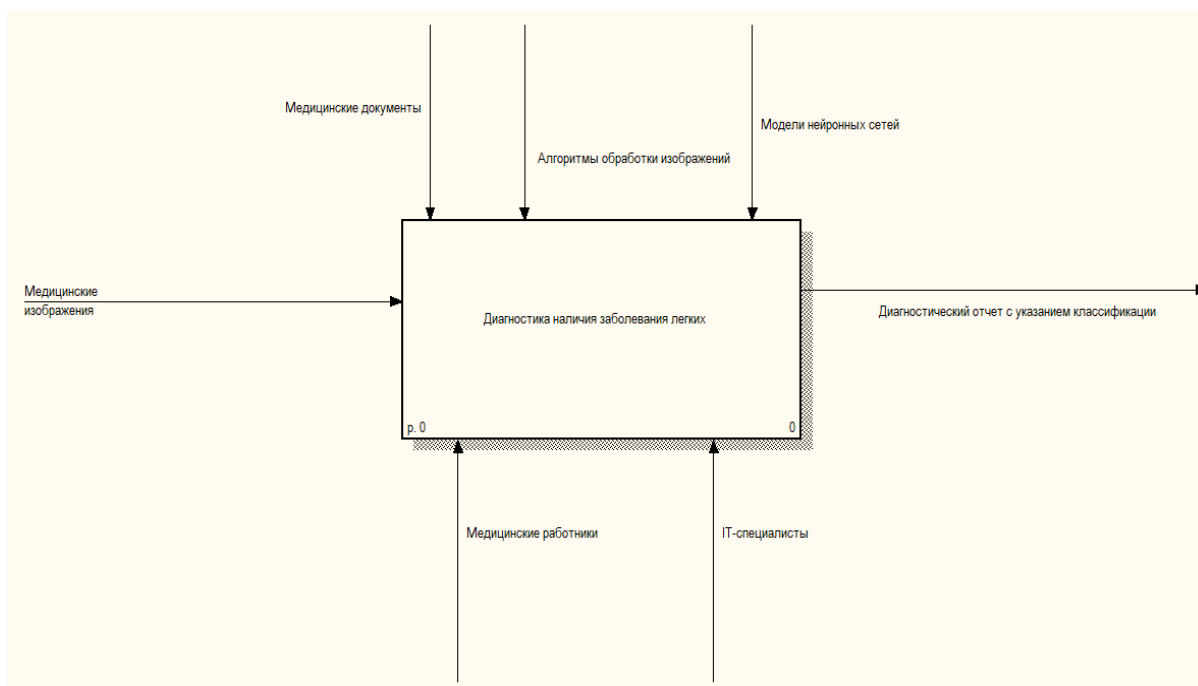 Медицинские документы
Модели нейронных сетей
Алгоритмы обработки изображений
Медицинские
изображения
Диагностика наличия заболевания легких
Диагностический отчет с указанием классификации
р. 0
0
Медицинские работники
IT-специалисты